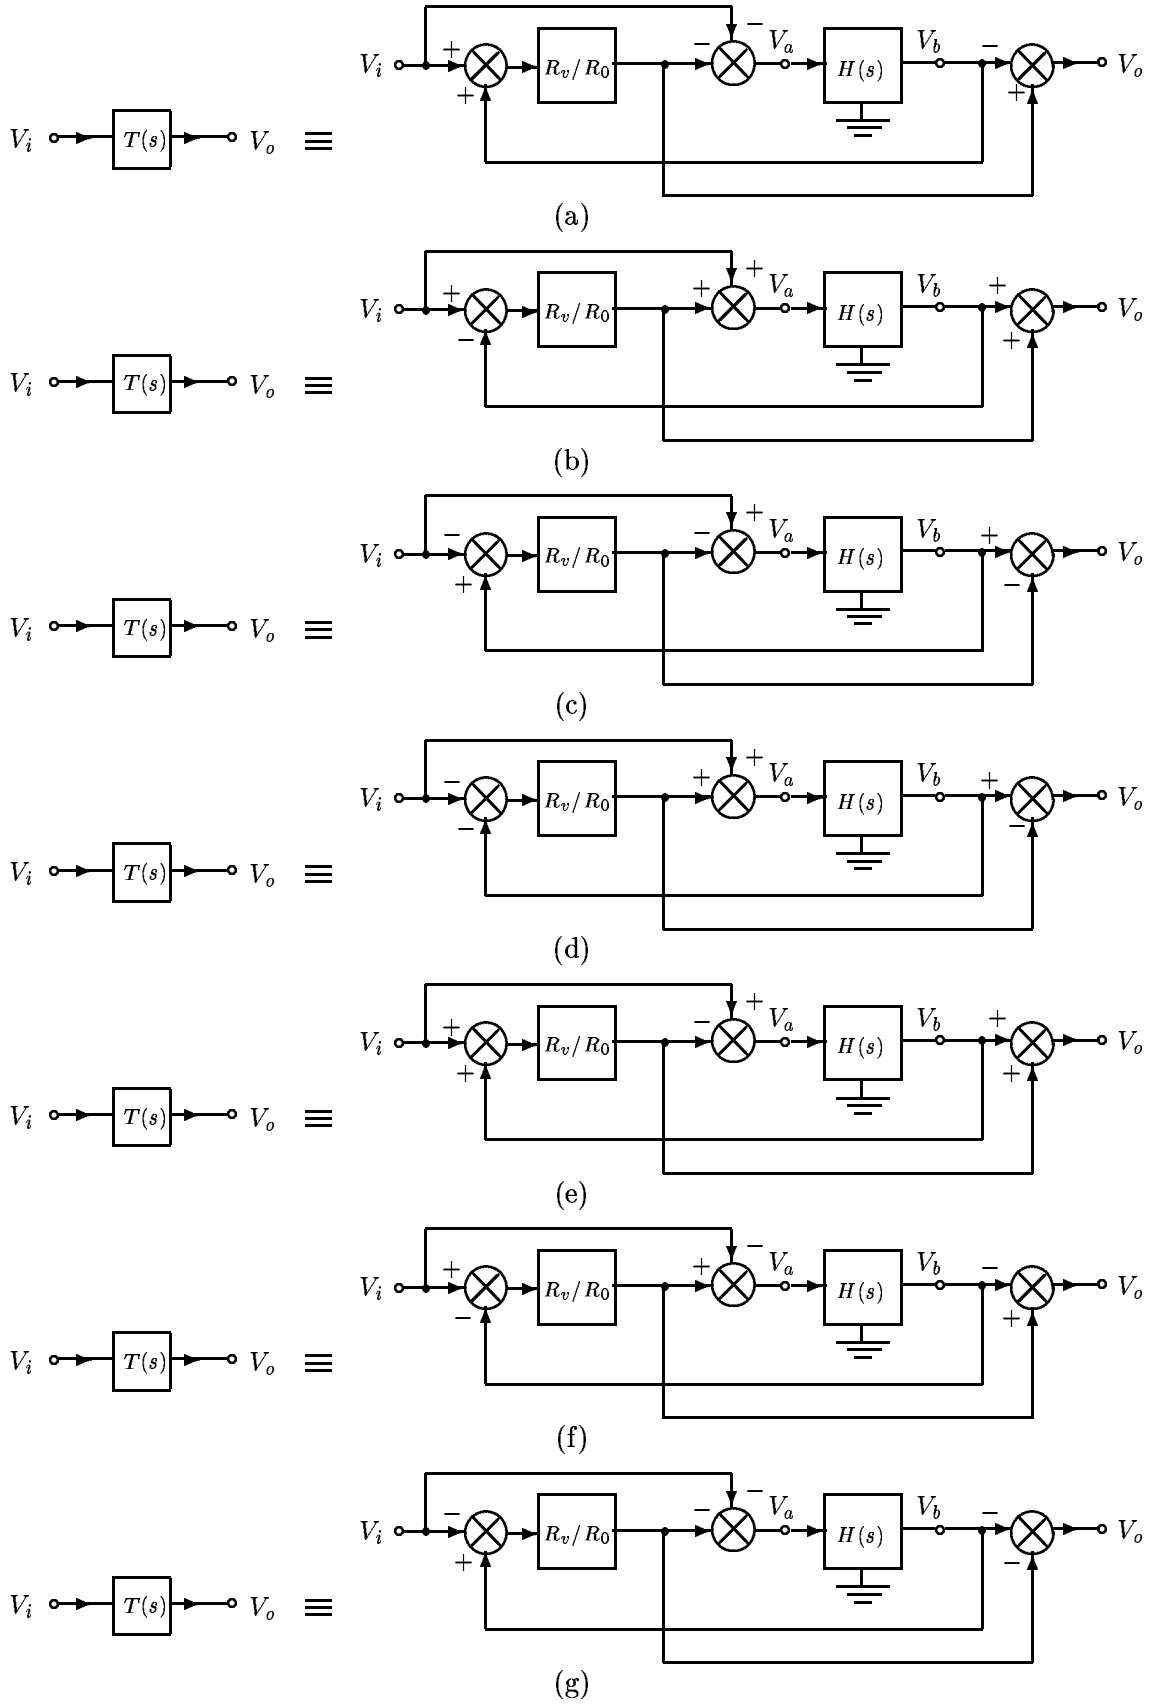 − V_a V_b −
V_i + R_v/R_0 − H(s) V_o
+ +
V_i T(s) V_o ≡
(a)
+ V_a V_b +
V_i + R_v/R_0 + H(s) V_o
− +
V_i T(s) V_o ≡
(b)
+ V_a V_b +
V_i − R_v/R_0 − H(s) V_o
+ −
V_i T(s) V_o ≡
(c)
+ V_a V_b +
V_i − R_v/R_0 + H(s) V_o
− −
V_i T(s) V_o ≡
(d)
+ V_a V_b +
V_i + R_v/R_0 − H(s) V_o
+ +
V_i T(s) V_o ≡
(e)
− V_a V_b −
V_i + R_v/R_0 + H(s) V_o
− +
V_i T(s) V_o ≡
(f)
− V_a V_b −
V_i − R_v/R_0 − H(s) V_o
+ −
V_i T(s) V_o ≡
(g)